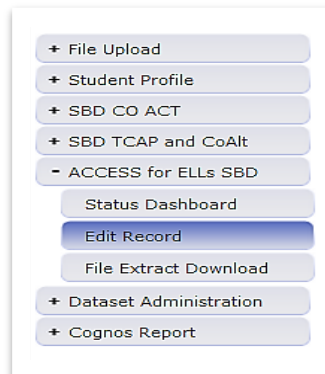 + File Upload
+ Student Profile
+ SBD CO ACT
+ SBD TCAP and CoAlt
- ACCESS for ELLs SBD
Status Dashboard
Edit Record
File Extract Download
+ Dataset Administration
+ Cognos Report